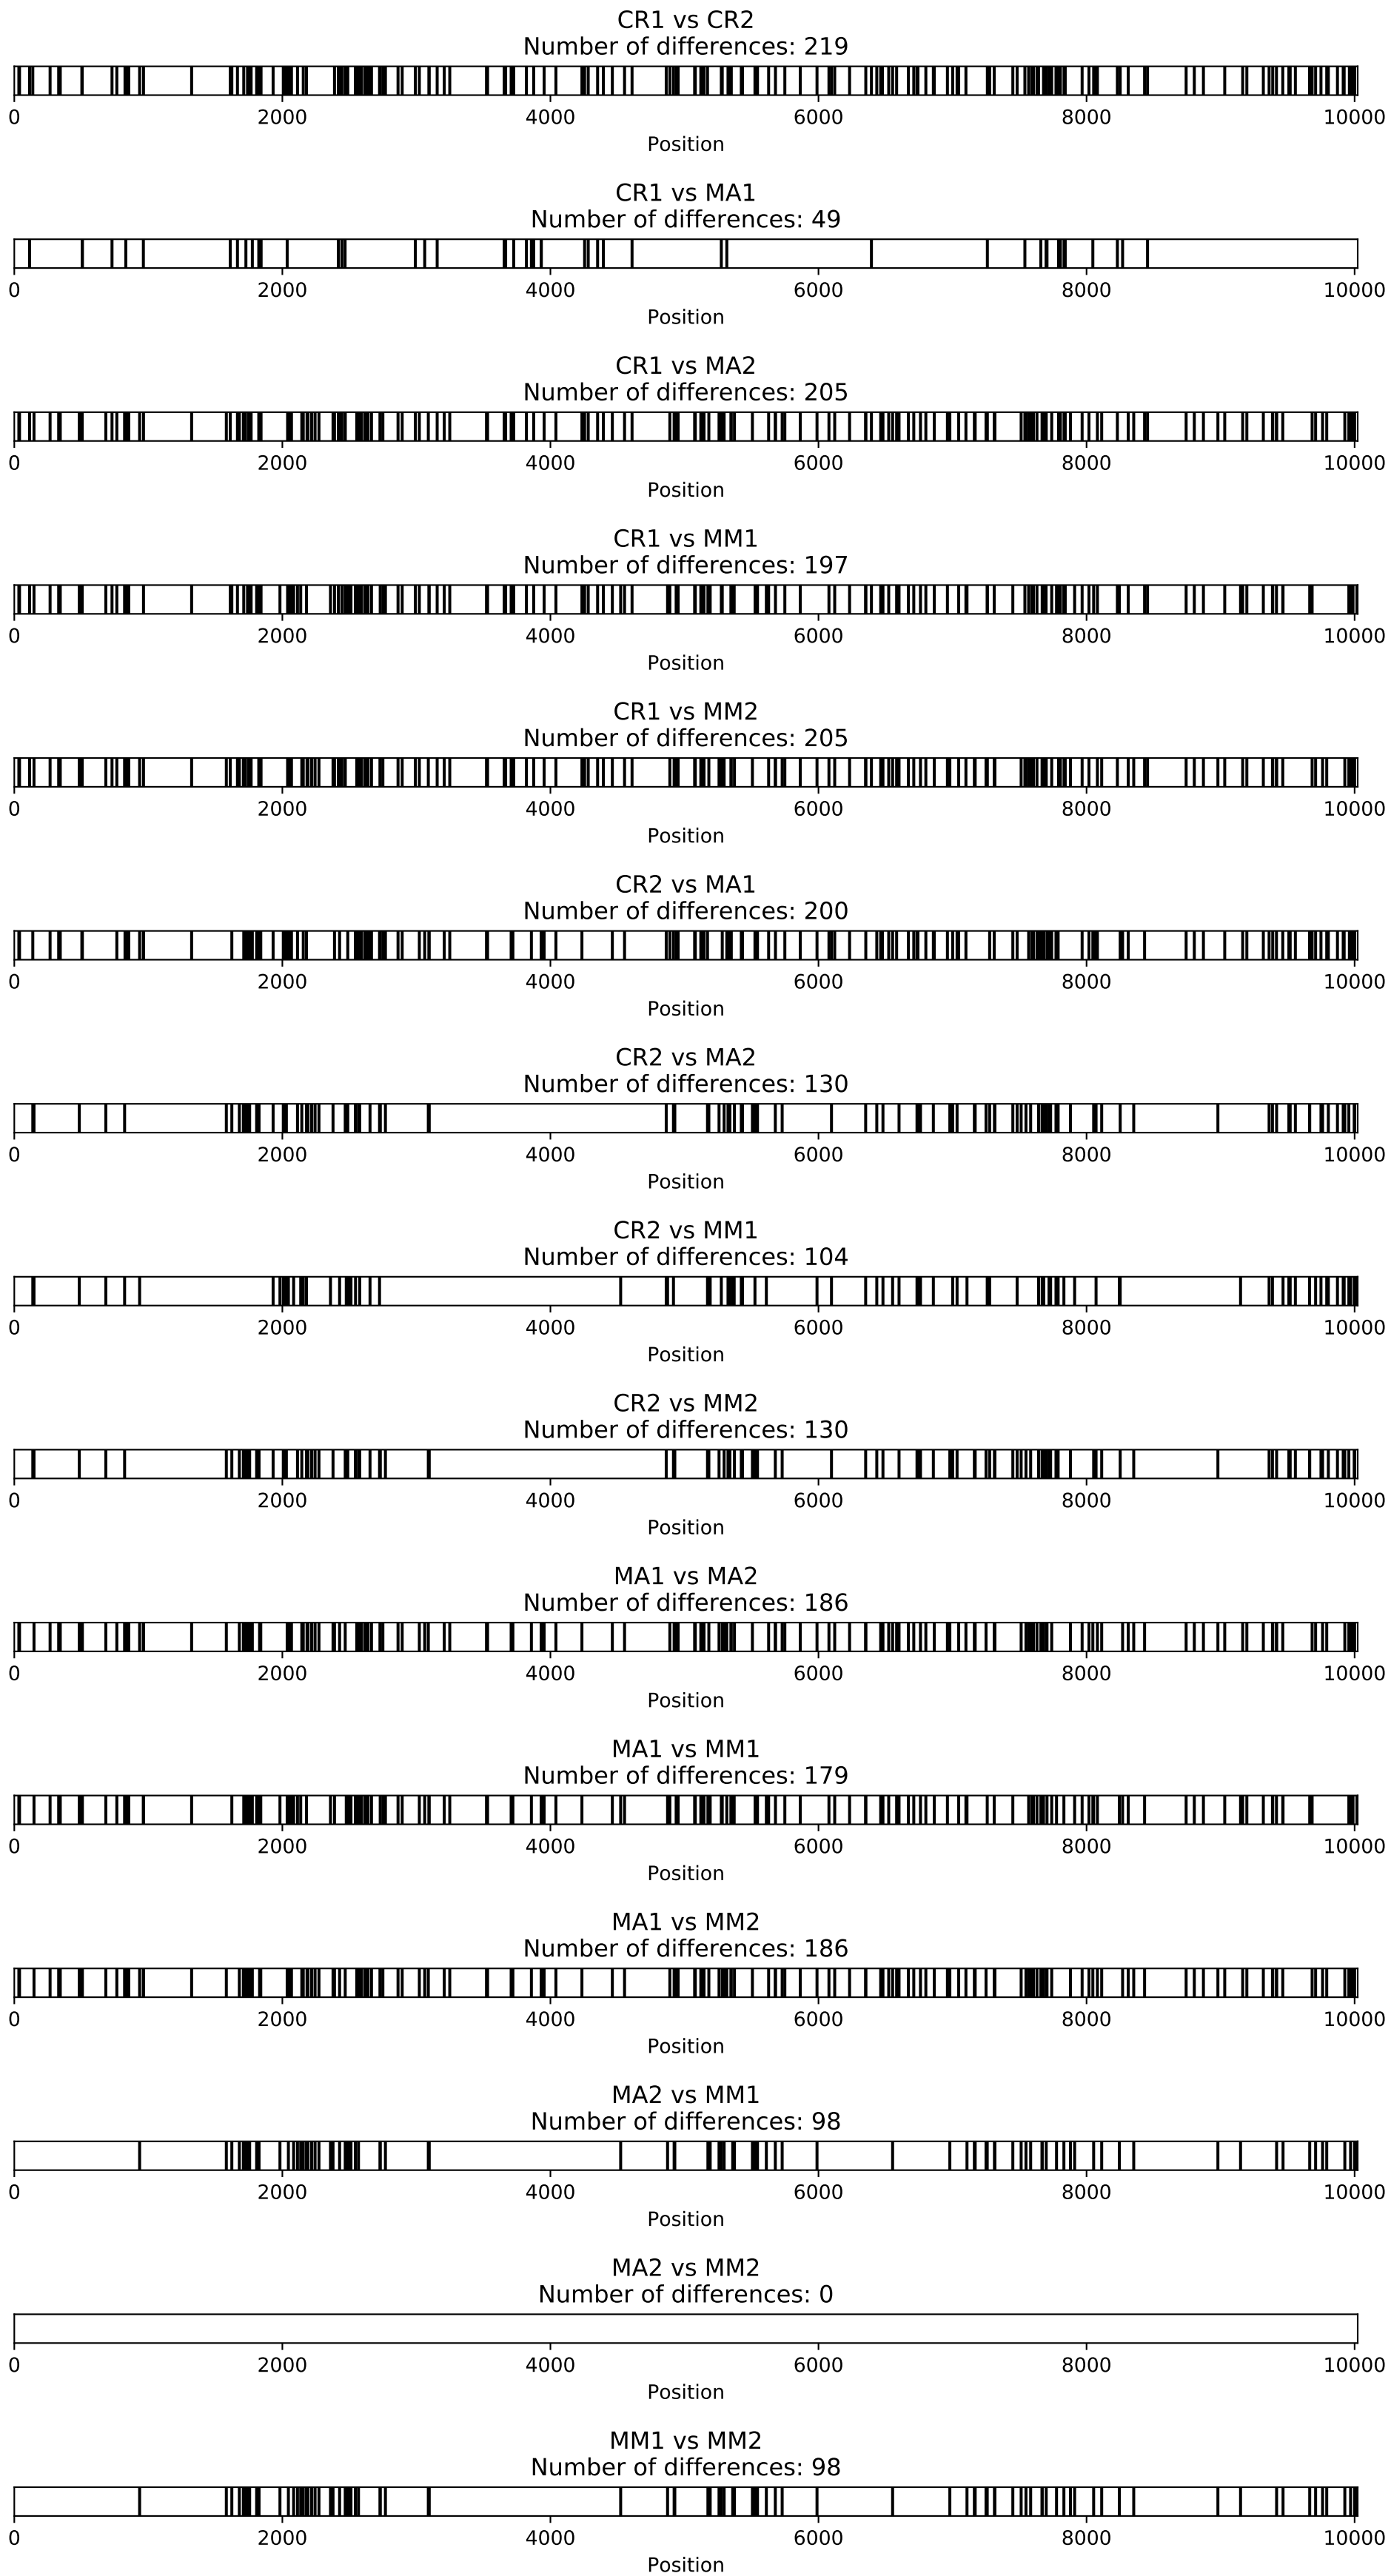 CR1 vs CR2
Number of differences: 219
0 2000 4000 6000 8000 10000
Position
CR1 vs MA1
Number of differences: 49
0 2000 4000 6000 8000 10000
Position
CR1 vs MA2
Number of differences: 205
0 2000 4000 6000 8000 10000
Position
CR1 vs MM1
Number of differences: 197
0 2000 4000 6000 8000 10000
Position
CR1 vs MM2
Number of differences: 205
0 2000 4000 6000 8000 10000
Position
CR2 vs MA1
Number of differences: 200
0 2000 4000 6000 8000 10000
Position
CR2 vs MA2
Number of differences: 130
0 2000 4000 6000 8000 10000
Position
CR2 vs MM1
Number of differences: 104
0 2000 4000 6000 8000 10000
Position
CR2 vs MM2
Number of differences: 130
0 2000 4000 6000 8000 10000
Position
MA1 vs MA2
Number of differences: 186
0 2000 4000 6000 8000 10000
Position
MA1 vs MM1
Number of differences: 179
0 2000 4000 6000 8000 10000
Position
MA1 vs MM2
Number of differences: 186
0 2000 4000 6000 8000 10000
Position
MA2 vs MM1
Number of differences: 98
0 2000 4000 6000 8000 10000
Position
MA2 vs MM2
Number of differences: 0
0 2000 4000 6000 8000 10000
Position
MM1 vs MM2
Number of differences: 98
0 2000 4000 6000 8000 10000
Position